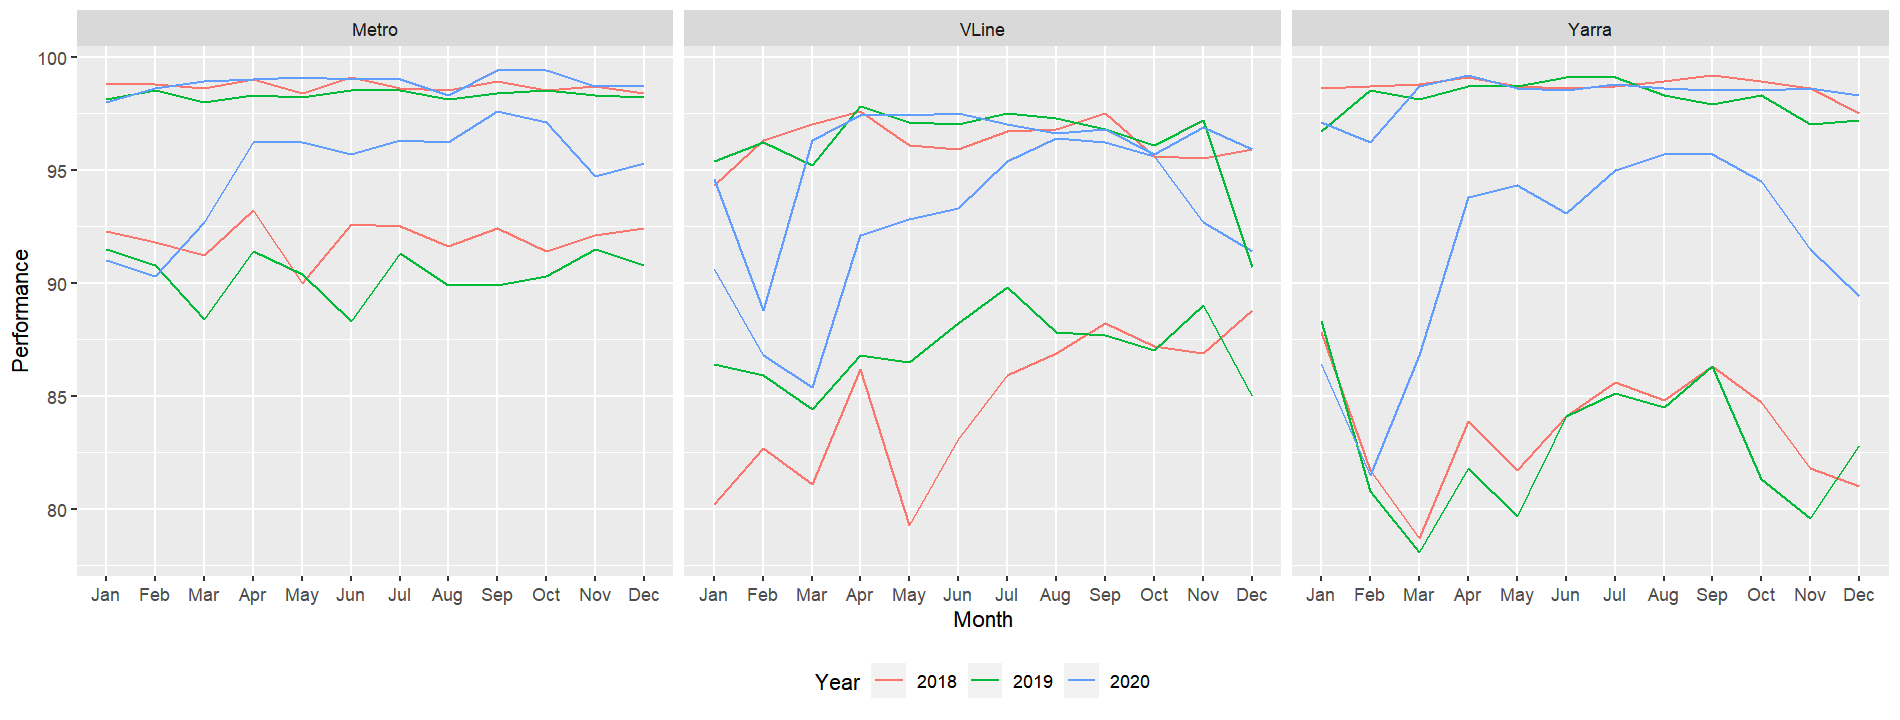 Metro VLine Yarra
100
95
90
85
80
Performance
Jan Feb Mar Apr May Jun Jul Aug Sep Oct Nov Dec Jan Feb Mar Apr May Jun Jul Aug Sep Oct Nov Dec Jan Feb Mar Apr May Jun Jul Aug Sep Oct Nov Dec
Month
Year 2018 2019 2020